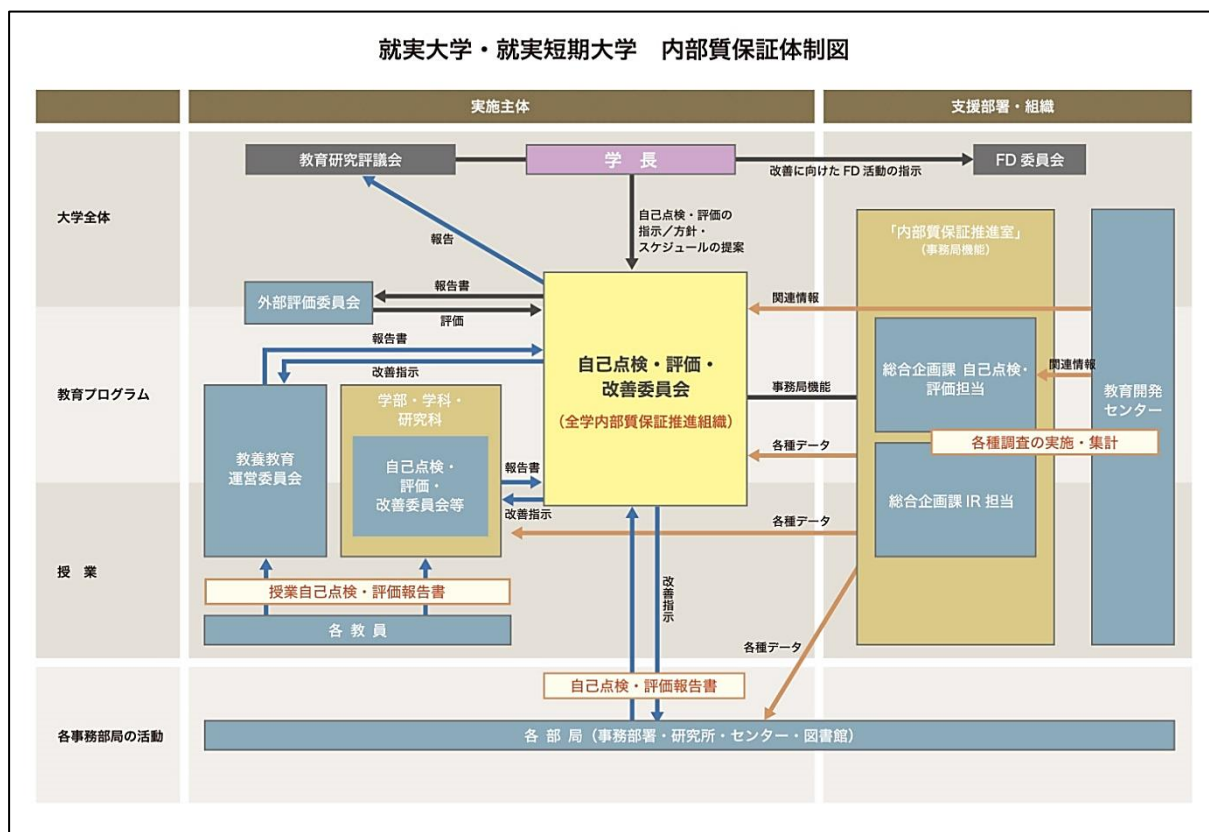 就実大学・就実短期大学　内部質保証体制図
実施主体
支援部署・組織
大学全体
教育研究評議会
学　長
改善に向けた FD 活動の指示
FD 委員会
自己点検・評価の
指示／方針・
スケジュールの提案
報告
「内部質保証推進室」
（事務局機能）
外部評価委員会
報告書
評価
関連情報
教育プログラム
報告書
改善指示
自己点検・評価・
改善委員会
（全学内部質保証推進組織）
事務局機能
総合企画課 自己点検・
評価担当
関連情報
教育開発
センター
学部・学科・
研究科
教養教育
運営委員会
自己点検・
評価・
改善委員会等
報告書
改善指示
各種データ
各種調査の実施・集計
総合企画課 IR 担当
各種データ
授　業
授業自己点検・評価報告書
各 教 員
改善指示
各種データ
自己点検・評価報告書
各事務部局の活動
各 部 局（事務部署・研究所・センター・図書館）